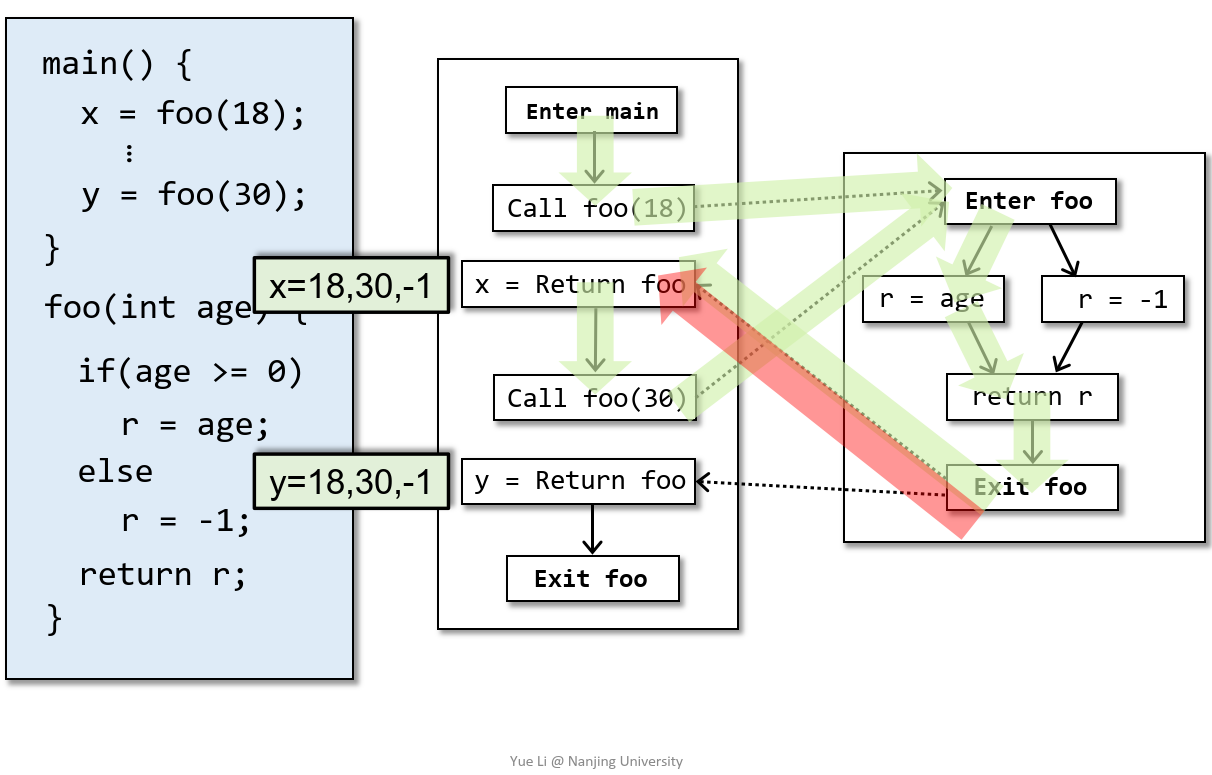 main() {
x = foo(18);
⋮
y = foo(30);
}
foo(int age) {
if(age >= 0)
r = age;
else
r = -1;
return r;
}
x=18,30,-1
y=18,30,-1
Enter main
Call foo(18)
x = Return foo
Call foo(30)
y = Return foo
Exit foo
Enter foo
r = age
r = -1
return r
Exit foo
Yue Li @ Nanjing University